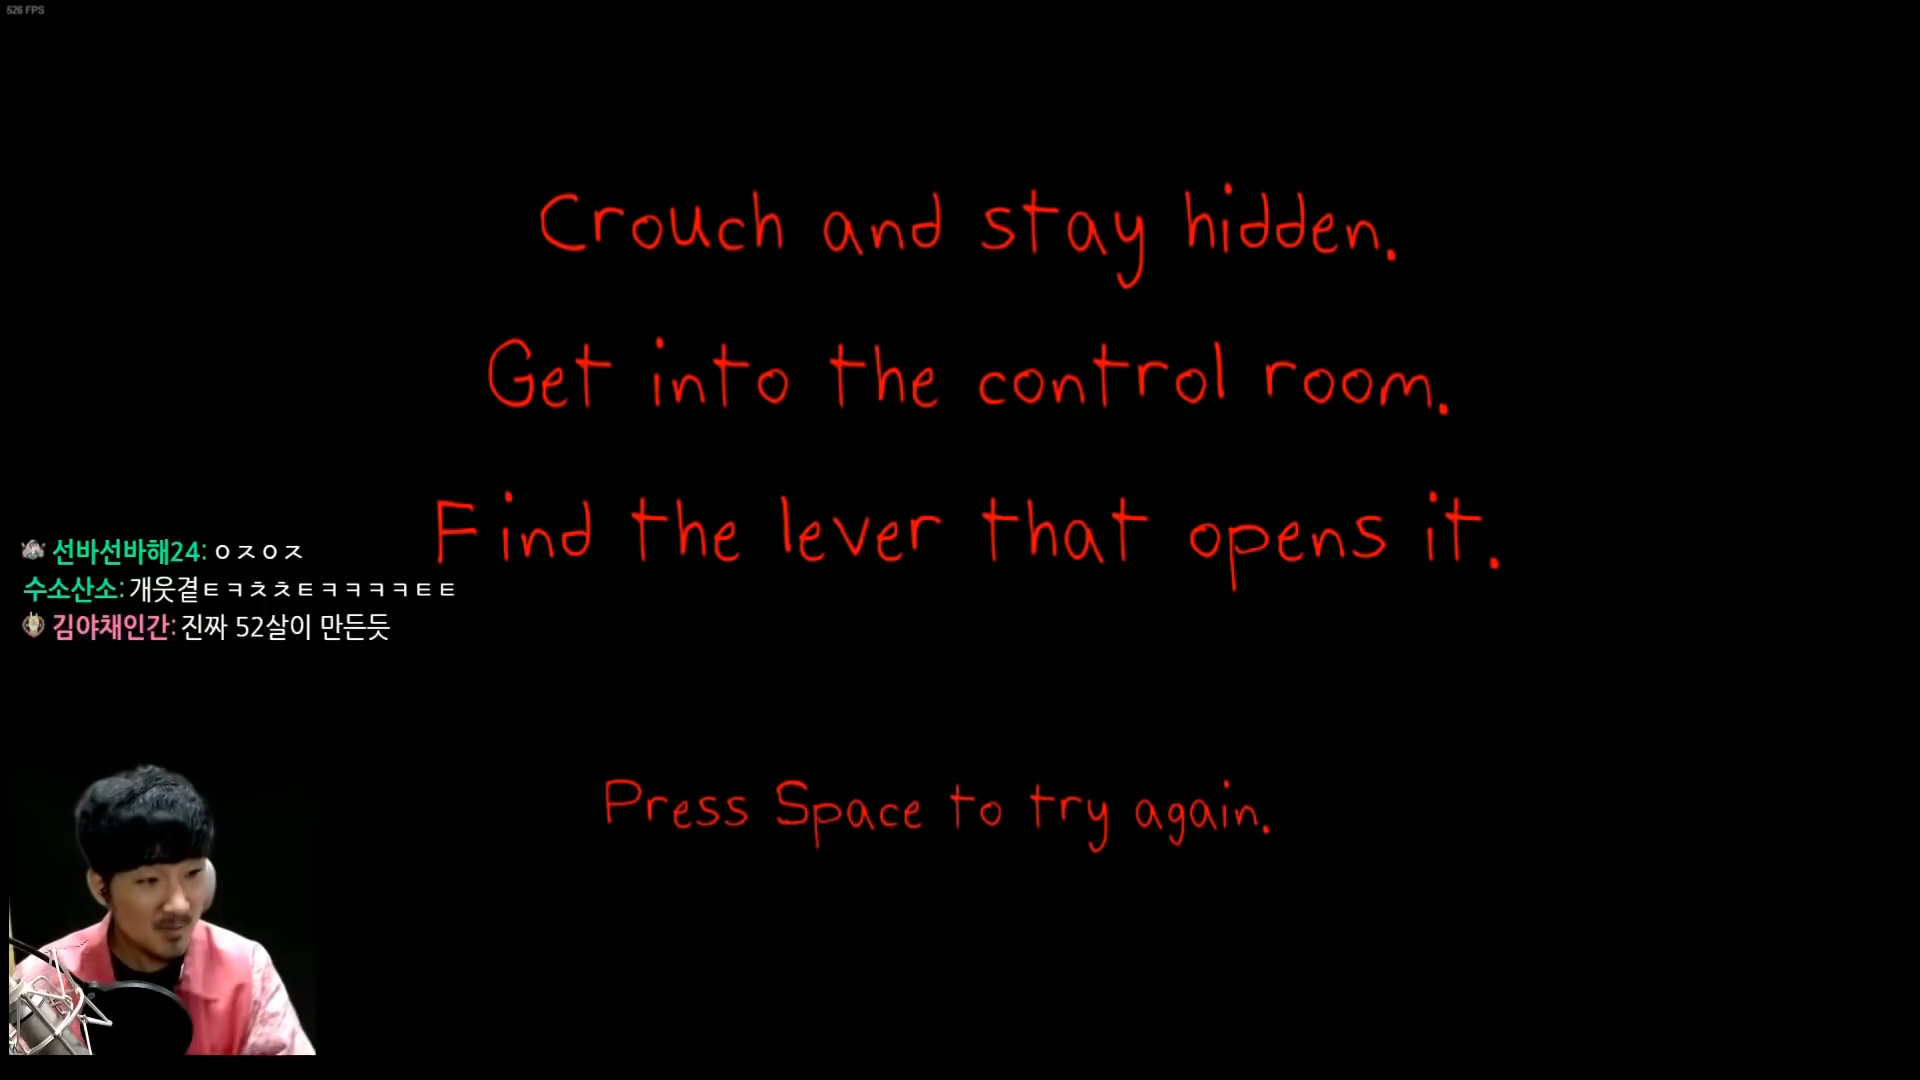 526 FPS
Crouch and stay hidden.
Get into the control room.
Find the lever that opens it.
선바선바해24: ㅇㅈㅇㅈ
수소산소: 개웃곁ㅌㅋㅊㅊㅌㅋㅋㅋㅋㅌㅌ
김야채인간: 진짜 52살이 만든듯
Press Space to try again.